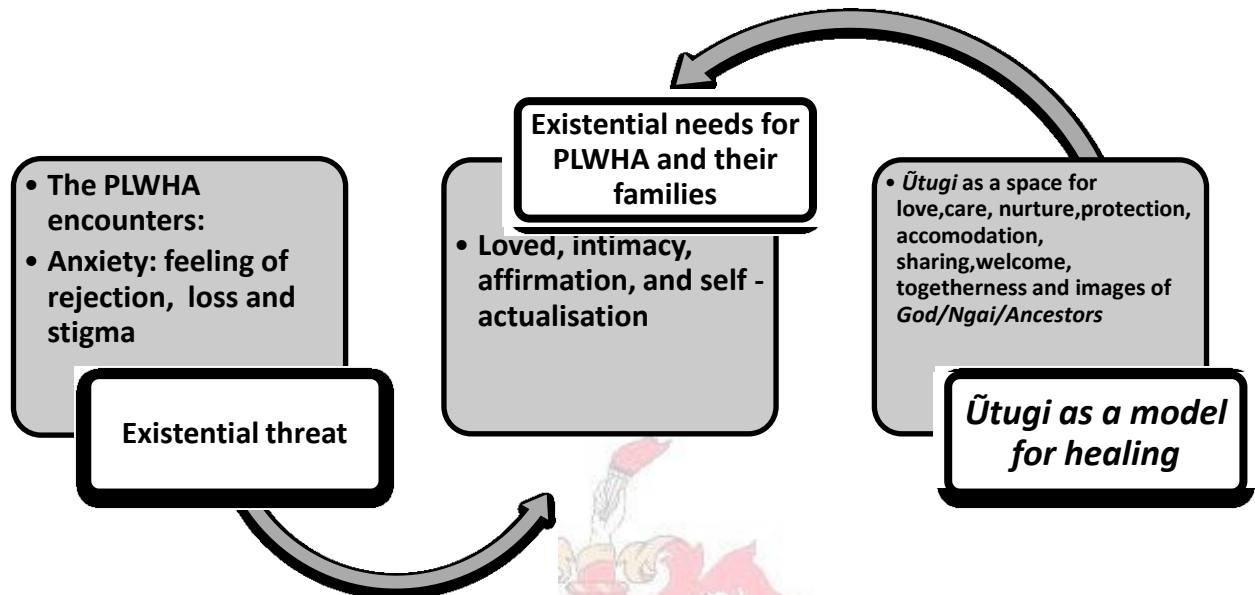 • The PLWHA
encounters:
• Anxiety: feeling of
rejection, loss and
stigma
Existential threat
Existential needs for
PLWHA and their
families
• Loved, intimacy,
affirmation, and self -
actualisation
• Ũtugi as a space for
love,care, nurture,protection,
accomodation,
sharing,welcome,
togetherness and images of
God/Ngai/Ancestors
Ũtugi as a model
for healing